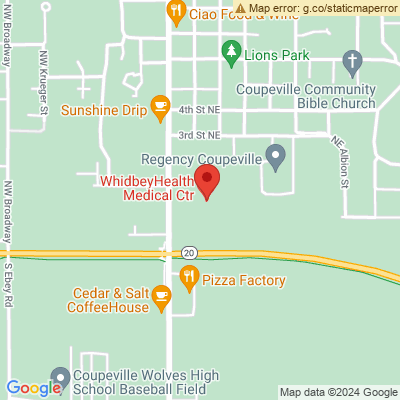 Map error: g.co/staticmaperror
Ciao Food & Wine
NW Broadway
NW Krueger St
Lions Park
Coupeville Community
Bible Church
Sunshine Drip
4th St NE
3rd St NE
NE Albion St
Regency Coupeville
WhidbeyHealth
Medical Ctr
NW Broadway
S Ebey Rd
20
Pizza Factory
Cedar & Salt
CoffeeHouse
Coupeville Wolves High
School Baseball Field
Google
Map data ©2024 Google